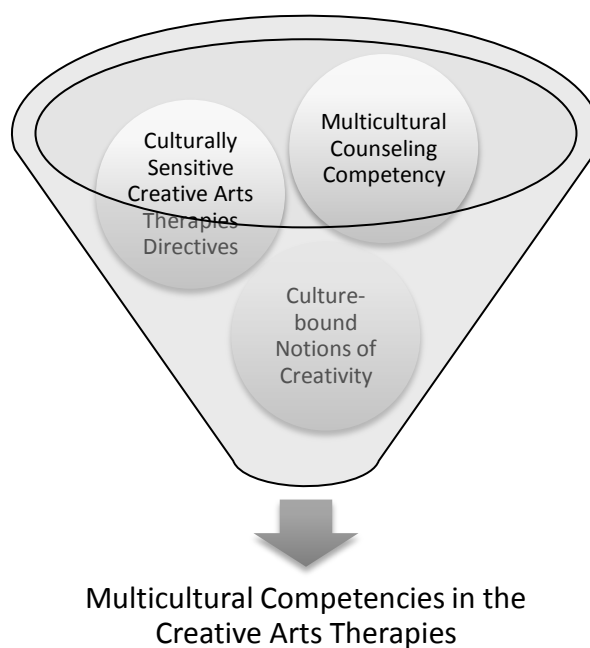 Culturally
Sensitive
Creative Arts
Therapies
Directives
Multicultural
Counseling
Competency
Culture-
bound
Notions of
Creativity
Multicultural Competencies in the
Creative Arts Therapies